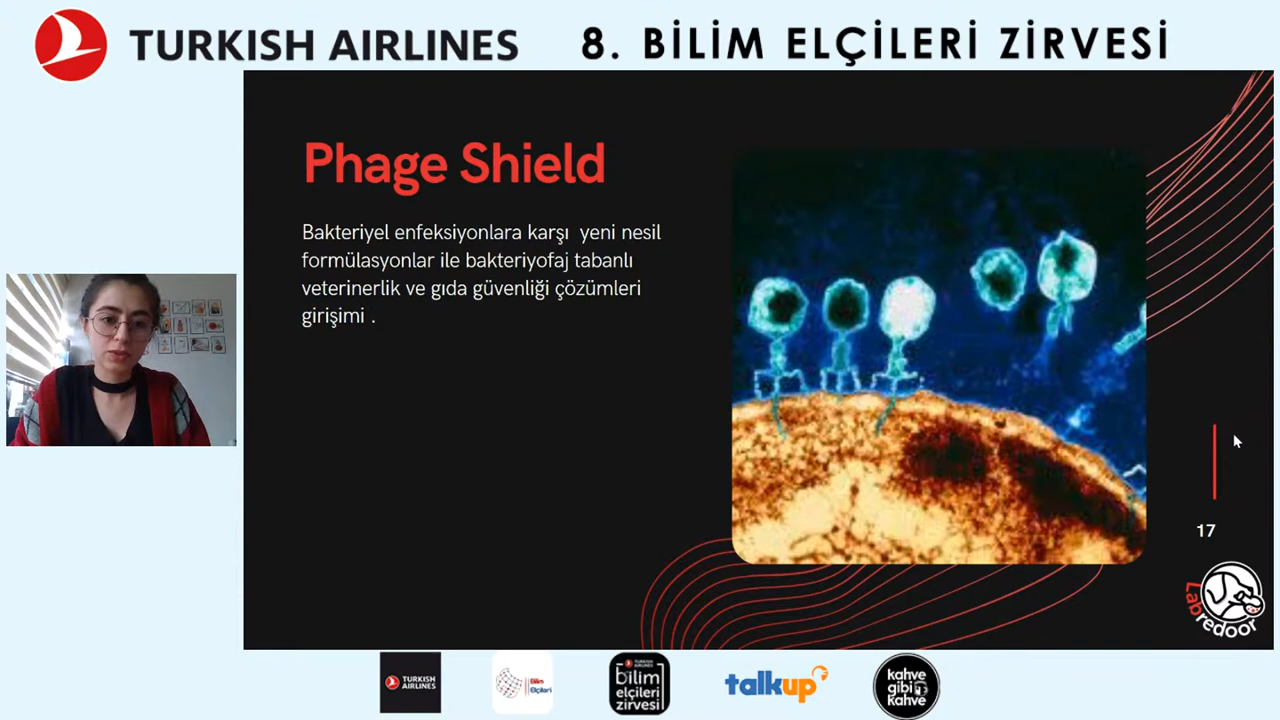 TURKISH AIRLINES
8. BİLİM ELÇİLERİ ZİRVESİ
Phage Shield
Bakteriyel enfeksiyonlara karşı yeni nesil
formülasyonlar ile bakteriyofaj tabanlı
veterinerlik ve gıda güvenliği çözümleri
girişimi .
17
Labredoor
TURKISH
AIRLINES
Bilim
Elçileri
TURKISH
AIRLINES
bilim
elçileri
zirvesi
talkup
kahve
gibi
kahve